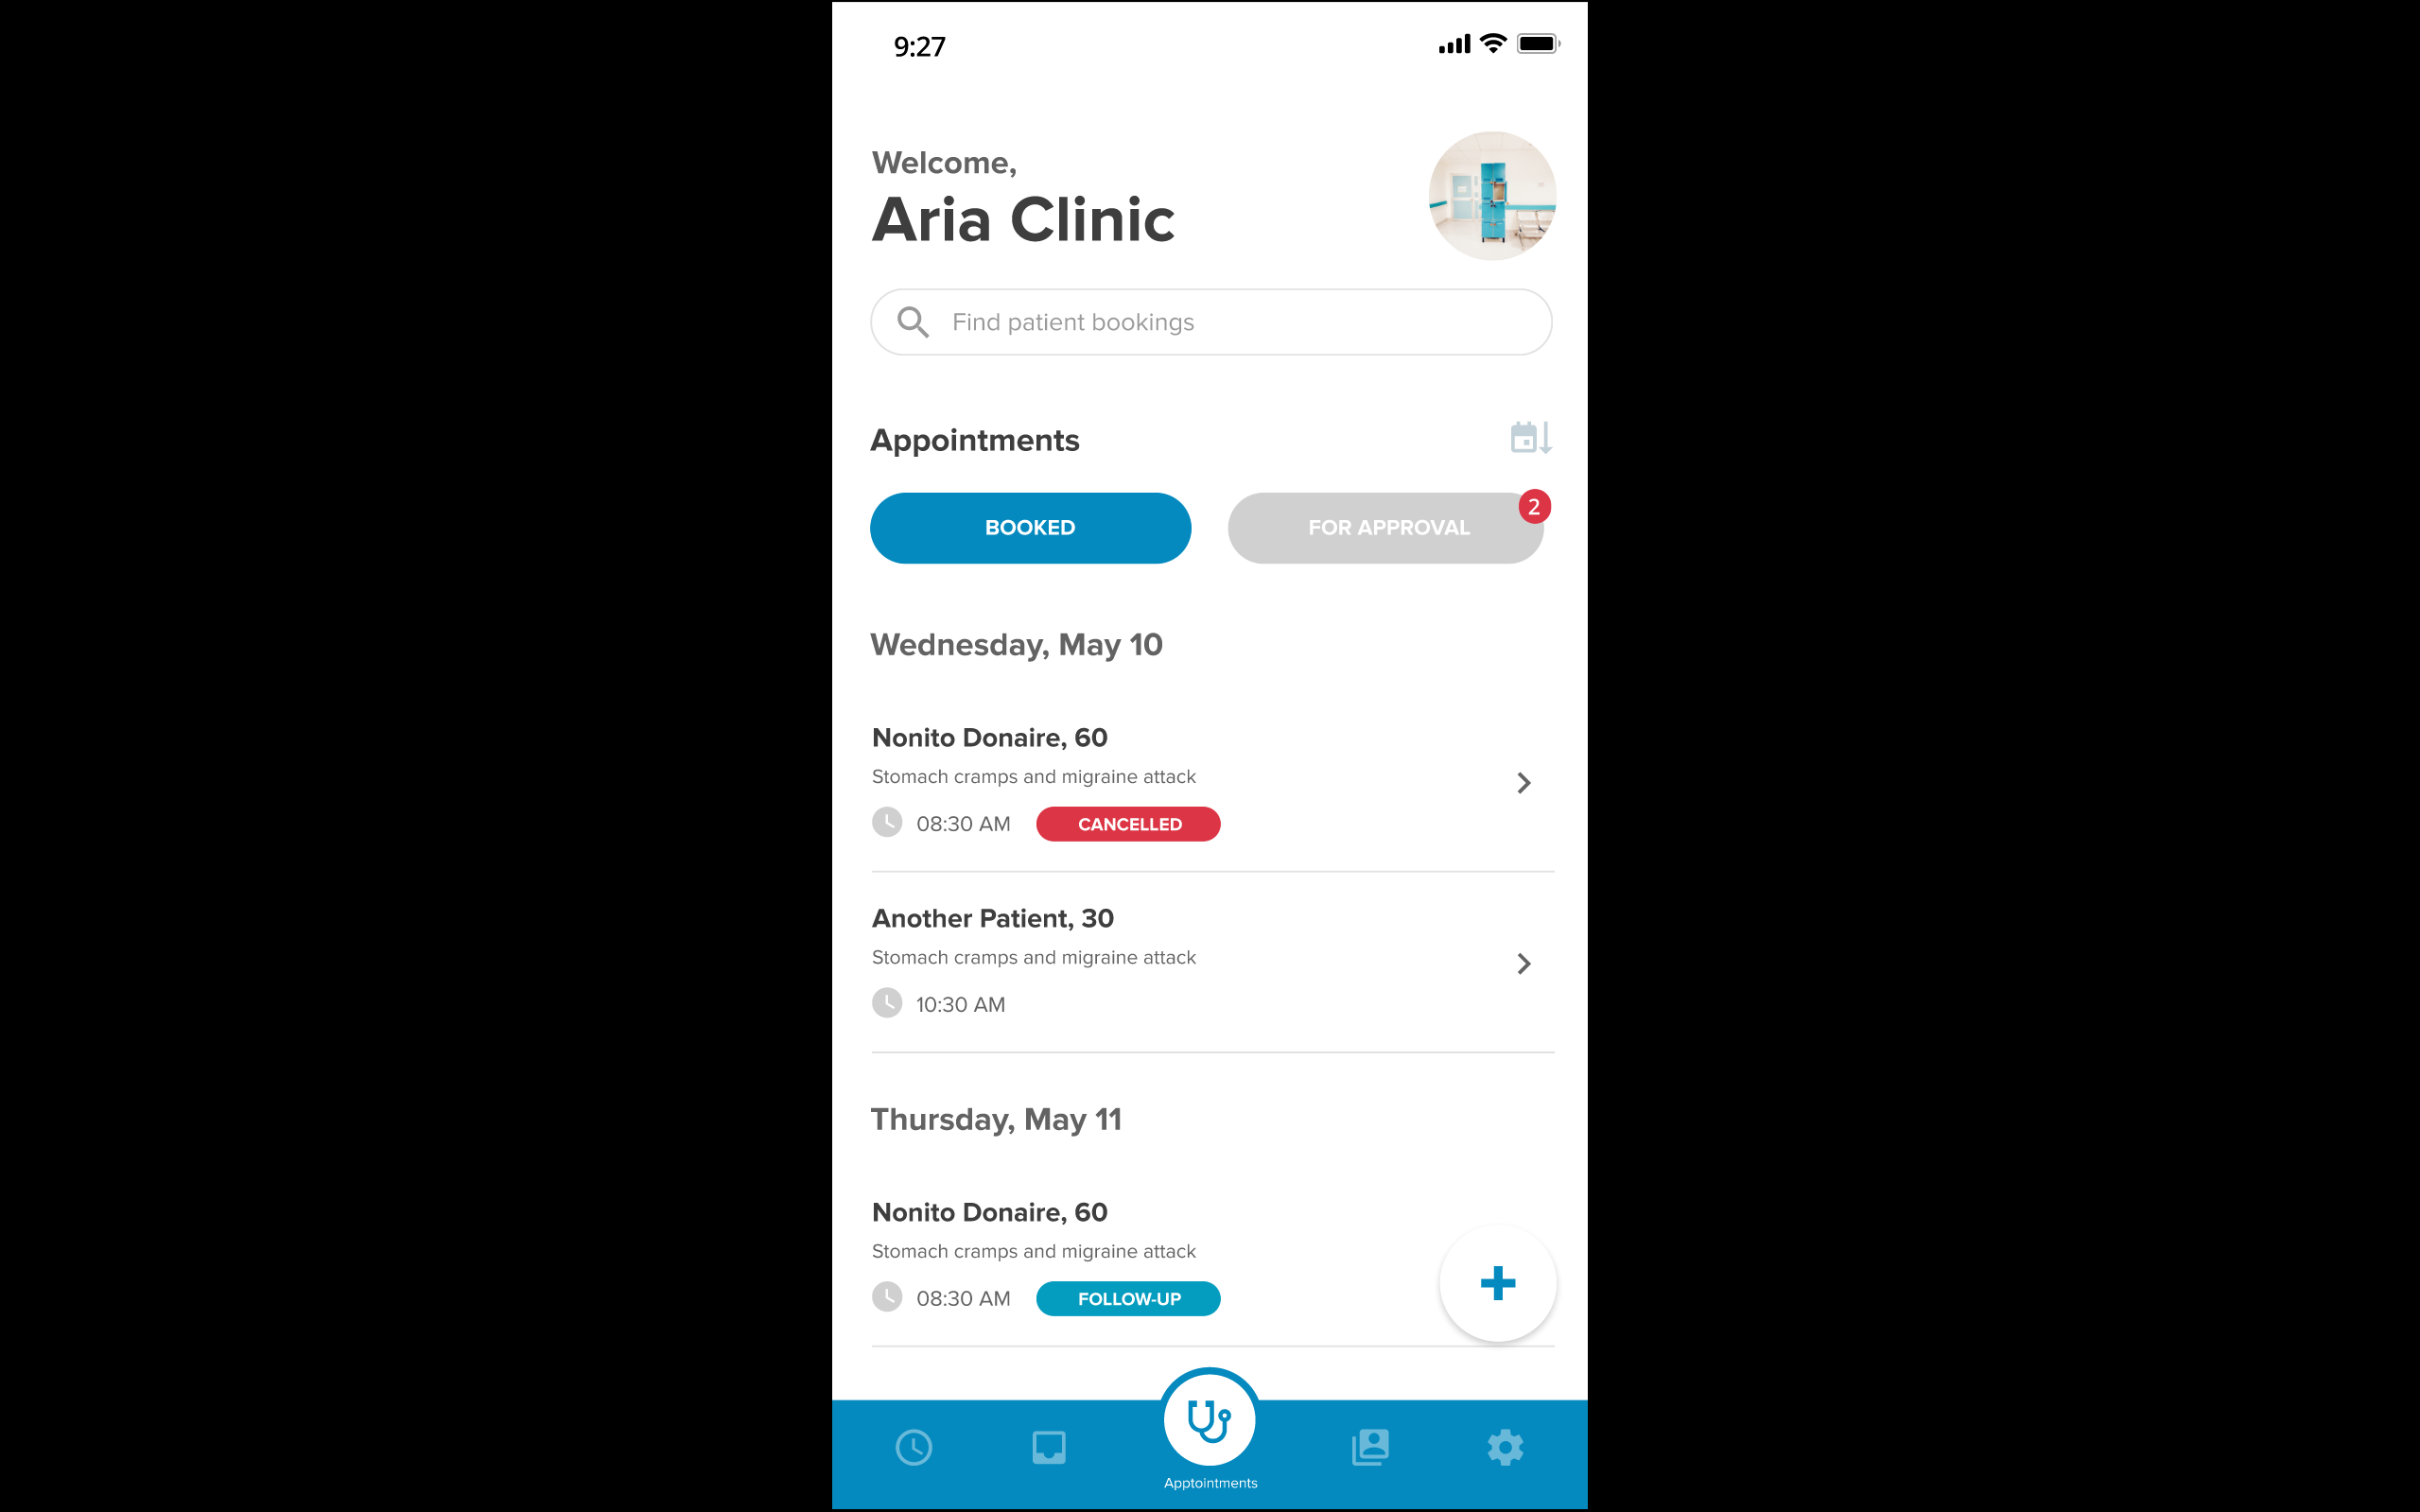 9:27
Welcome,
Aria Clinic
Find patient bookings
Appointments
BOOKED
FOR APPROVAL
2
Wednesday, May 10
Nonito Donaire, 60
Stomach cramps and migraine attack
08:30 AM CANCELLED
Another Patient, 30
Stomach cramps and migraine attack
10:30 AM
Thursday, May 11
Nonito Donaire, 60
Stomach cramps and migraine attack
08:30 AM FOLLOW-UP
Apptointments